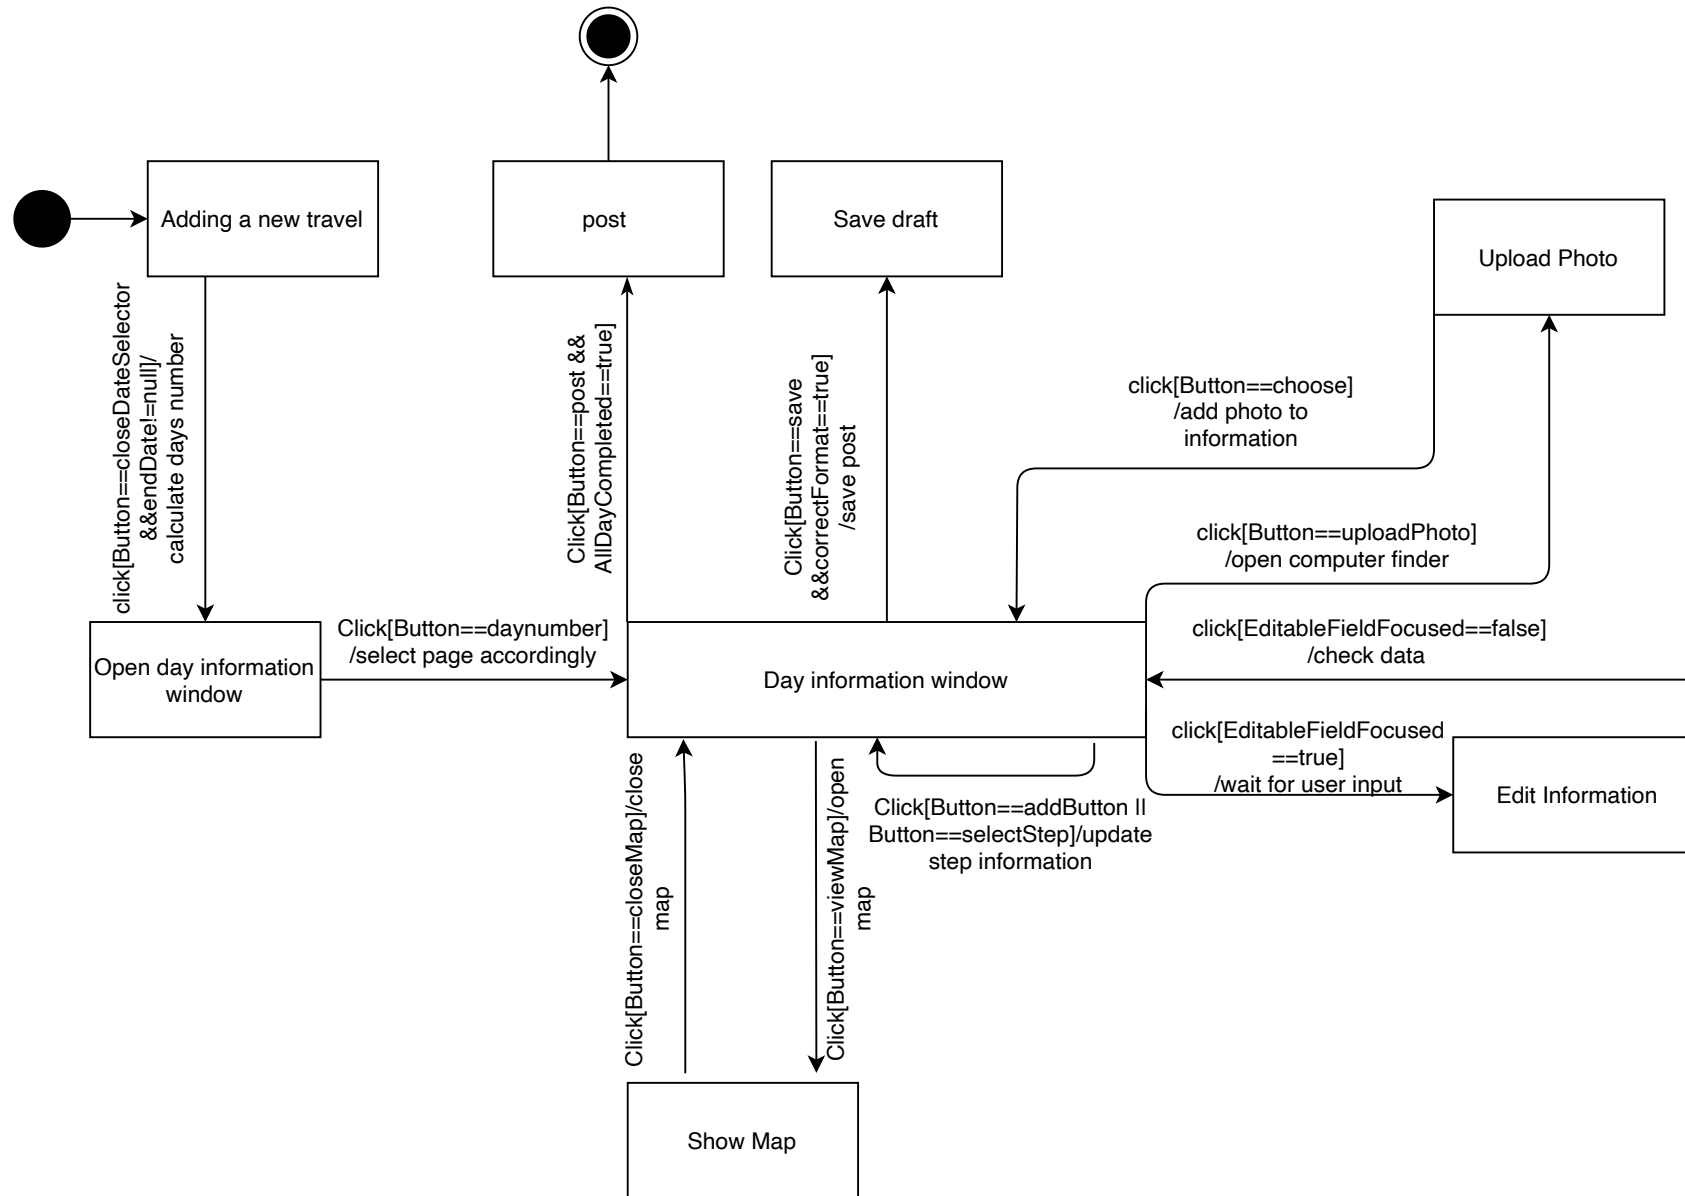 Adding a new travel
post
Save draft
Upload Photo
click[Button==closeDateSelector
&&endDate!=null]/
calculate days number
Click[Button==post &&
AllDayCompleted==true]
Click[Button==save
&&correctFormat==true]
/save post
click[Button==choose]
/add photo to
information
click[Button==uploadPhoto]
/open computer finder
Open day information
window
Click[Button==daynumber]
/select page accordingly
Day information window
click[EditableFieldFocused==false]
/check data
click[EditableFieldFocused
==true]
/wait for user input
Edit Information
Click[Button==closeMap]/close
map
Click[Button==viewMap]/open
map
Click[Button==addButton ||
Button==selectStep]/update
step information
Show Map